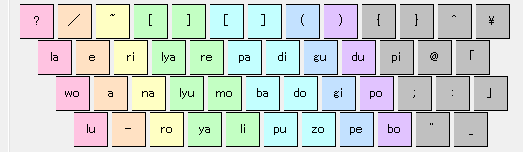 ? ／ ~ [ ] [ ] ( ) { } ^ ¥
la e ri lya re pa di gu du pi @ 「
wo a na lyu mo ba do gi po ; : 」
lu - ro ya li pu zo pe bo " _